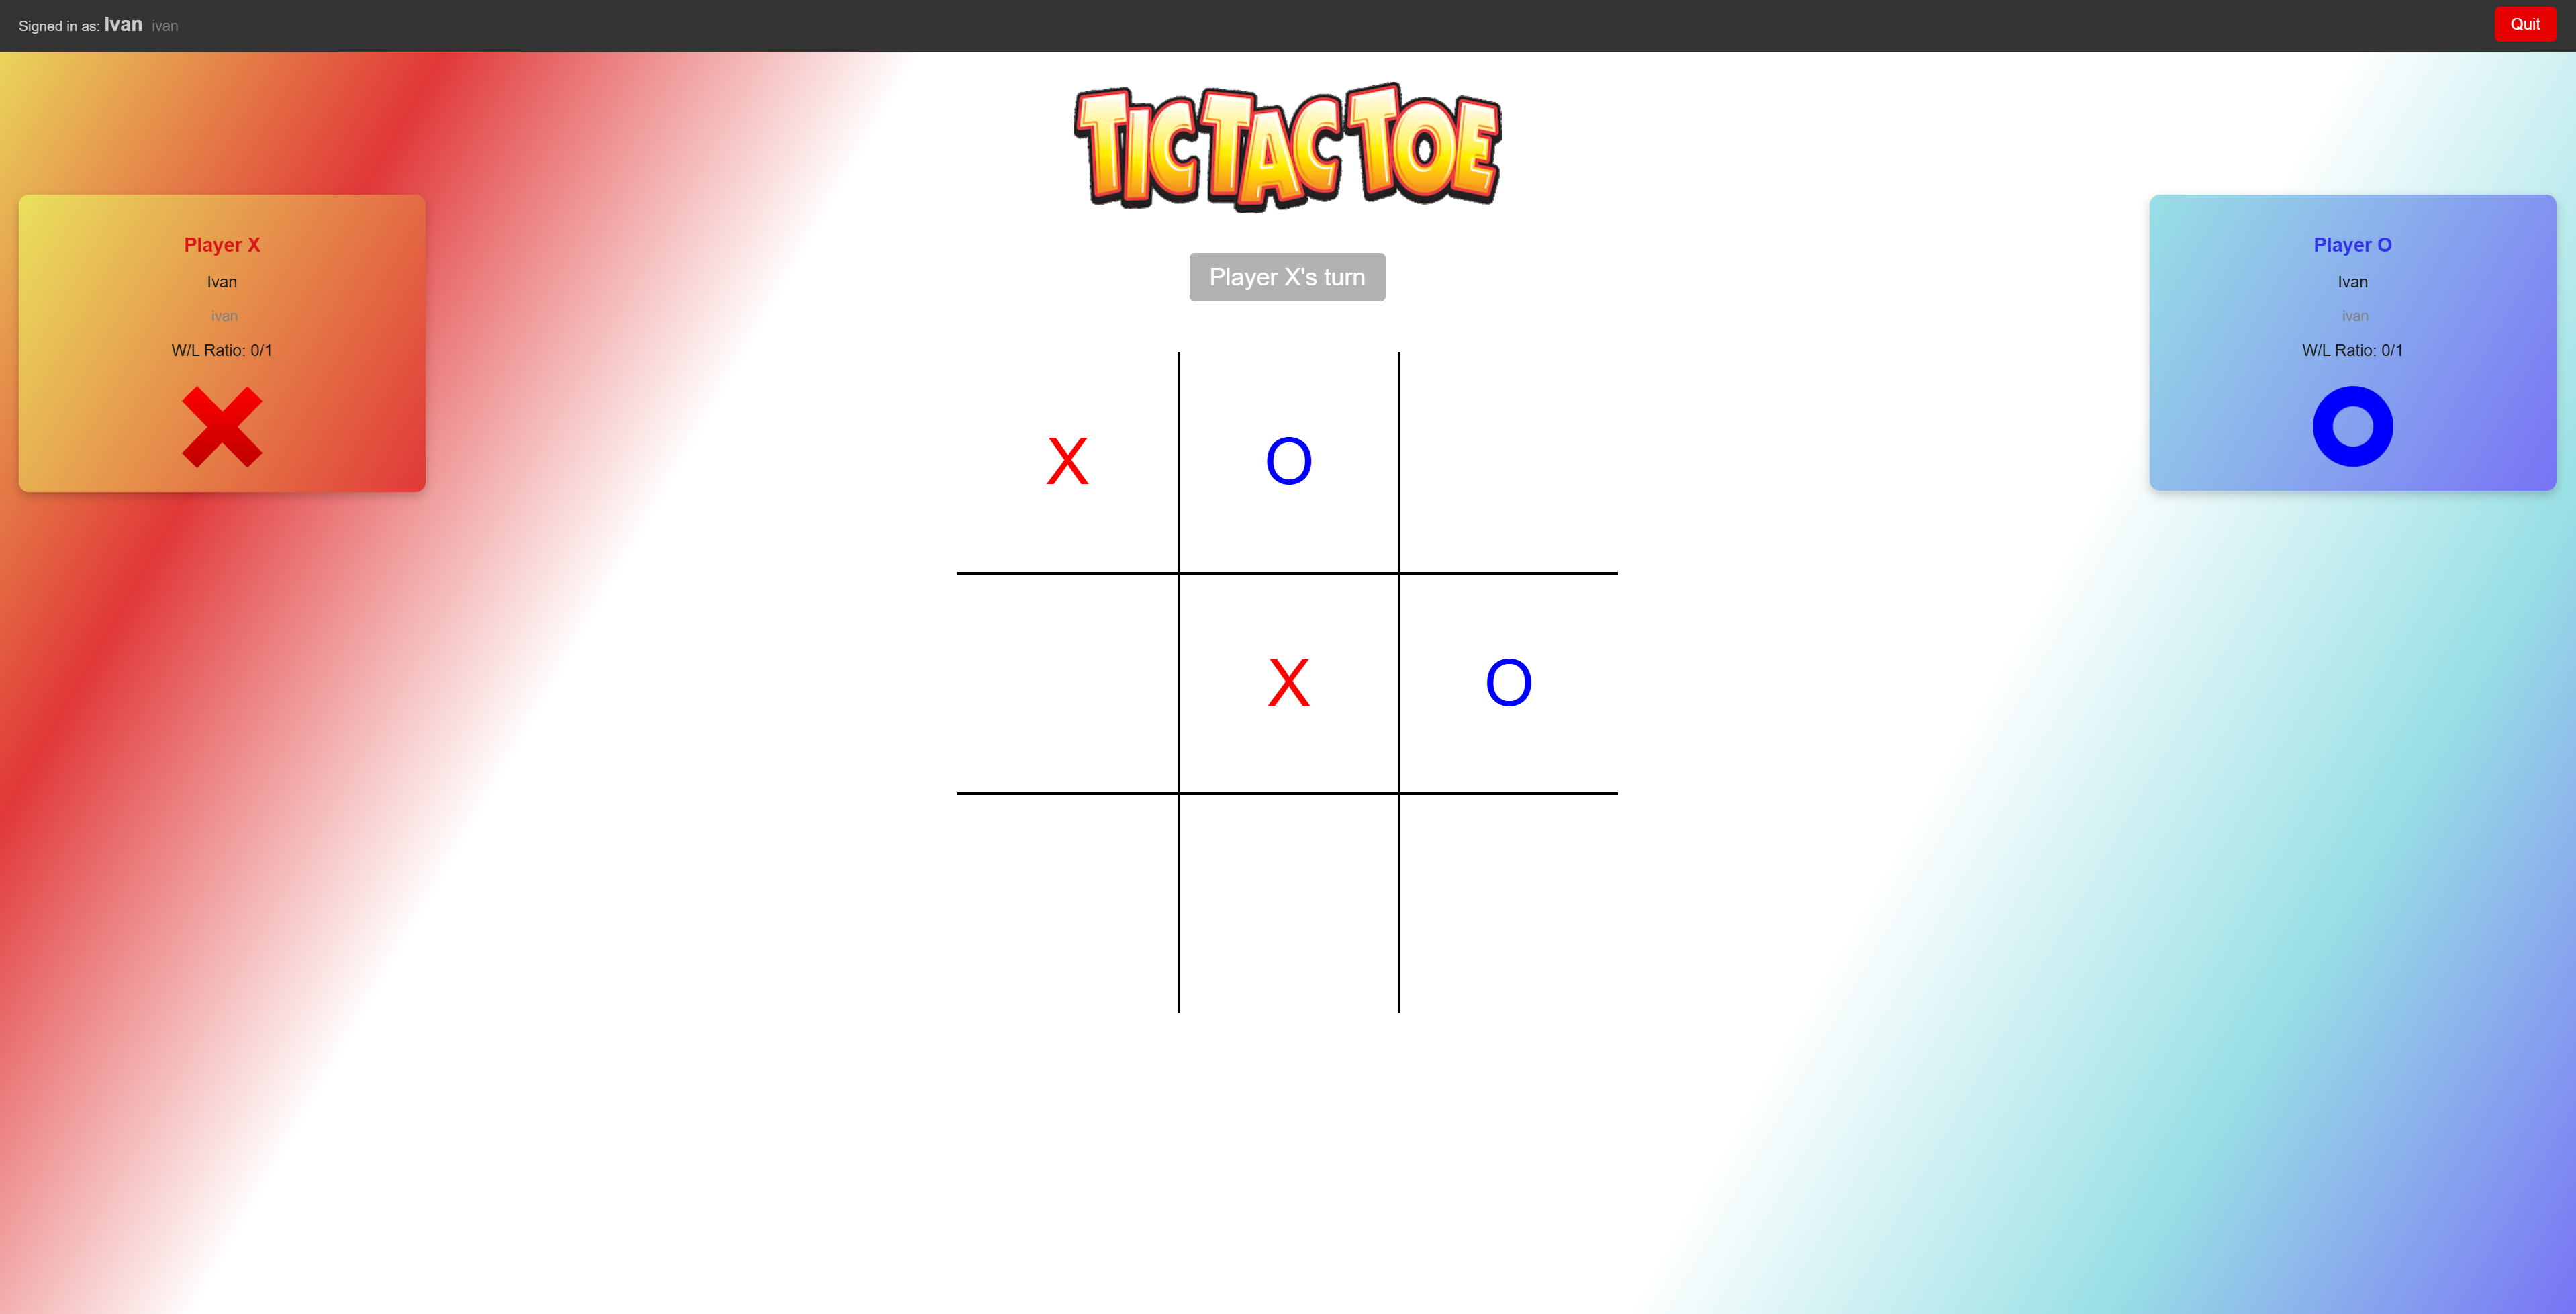 Signed in as: Ivan ivan
Quit
TIC TAC TOE
Player X
Ivan
ivan
W/L Ratio: 0/1
Player X's turn
Player O
Ivan
ivan
W/L Ratio: 0/1
X O
X O